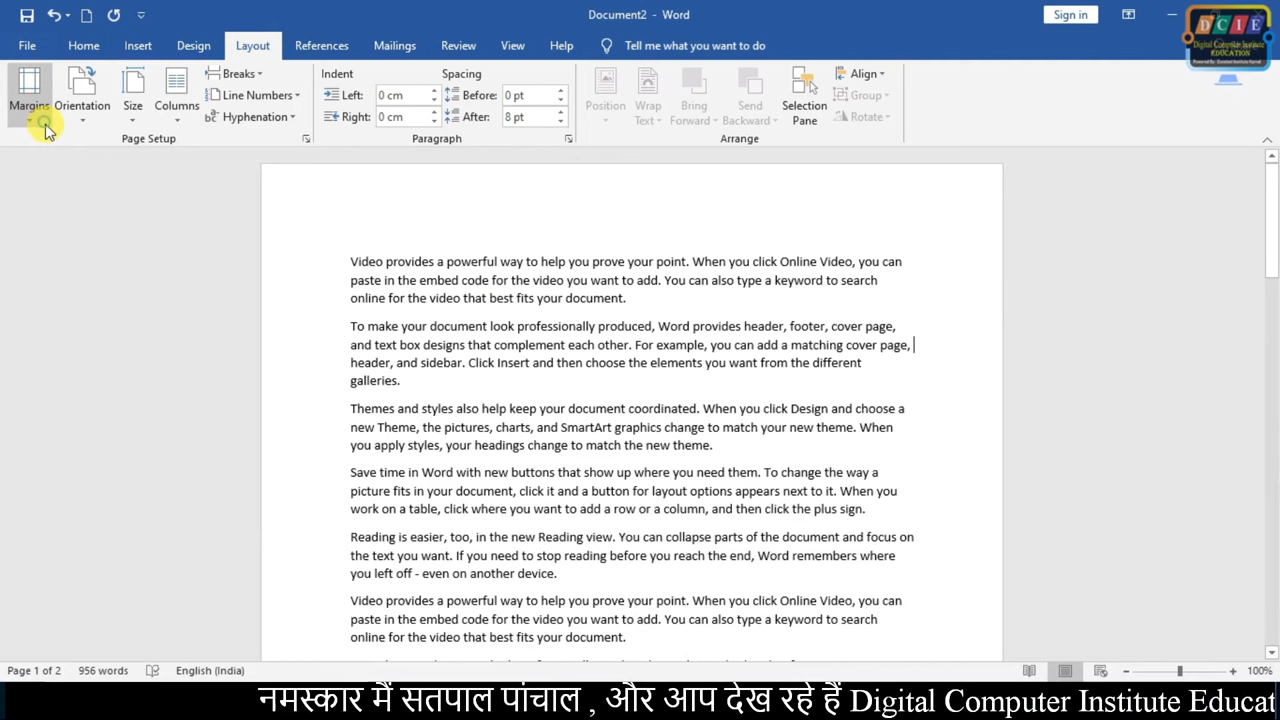 Document2 - Word
Sign in
DCIE
Digital Computer Institute
EDUCATION
File Home Insert Design Layout References Mailings Review View Help Tell me what you want to do
Margins Orientation Size Columns
Breaks
Line Numbers
Hyphenation
Page Setup
Indent Spacing
Left: 0 cm Before: 0 pt
Right: 0 cm After: 8 pt
Paragraph
Position Wrap Text Bring Forward Send Backward Selection Pane
Align
Group
Rotate
Arrange
Video provides a powerful way to help you prove your point. When you click Online Video, you can
paste in the embed code for the video you want to add. You can also type a keyword to search
online for the video that best fits your document.
To make your document look professionally produced, Word provides header, footer, cover page,
and text box designs that complement each other. For example, you can add a matching cover page,
header, and sidebar. Click Insert and then choose the elements you want from the different
galleries.
Themes and styles also help keep your document coordinated. When you click Design and choose a
new Theme, the pictures, charts, and SmartArt graphics change to match your new theme. When
you apply styles, your headings change to match the new theme.
Save time in Word with new buttons that show up where you need them. To change the way a
picture fits in your document, click it and a button for layout options appears next to it. When you
work on a table, click where you want to add a row or a column, and then click the plus sign.
Reading is easier, too, in the new Reading view. You can collapse parts of the document and focus on
the text you want. If you need to stop reading before you reach the end, Word remembers where
you left off - even on another device.
Video provides a powerful way to help you prove your point. When you click Online Video, you can
paste in the embed code for the video you want to add. You can also type a keyword to search
online for the video that best fits your document.
Page 1 of 2 956 words English (India) 100%
नमस्कार मैं सतपाल पांचाल , और आप देख रहे हैं Digital Computer Institute Educat